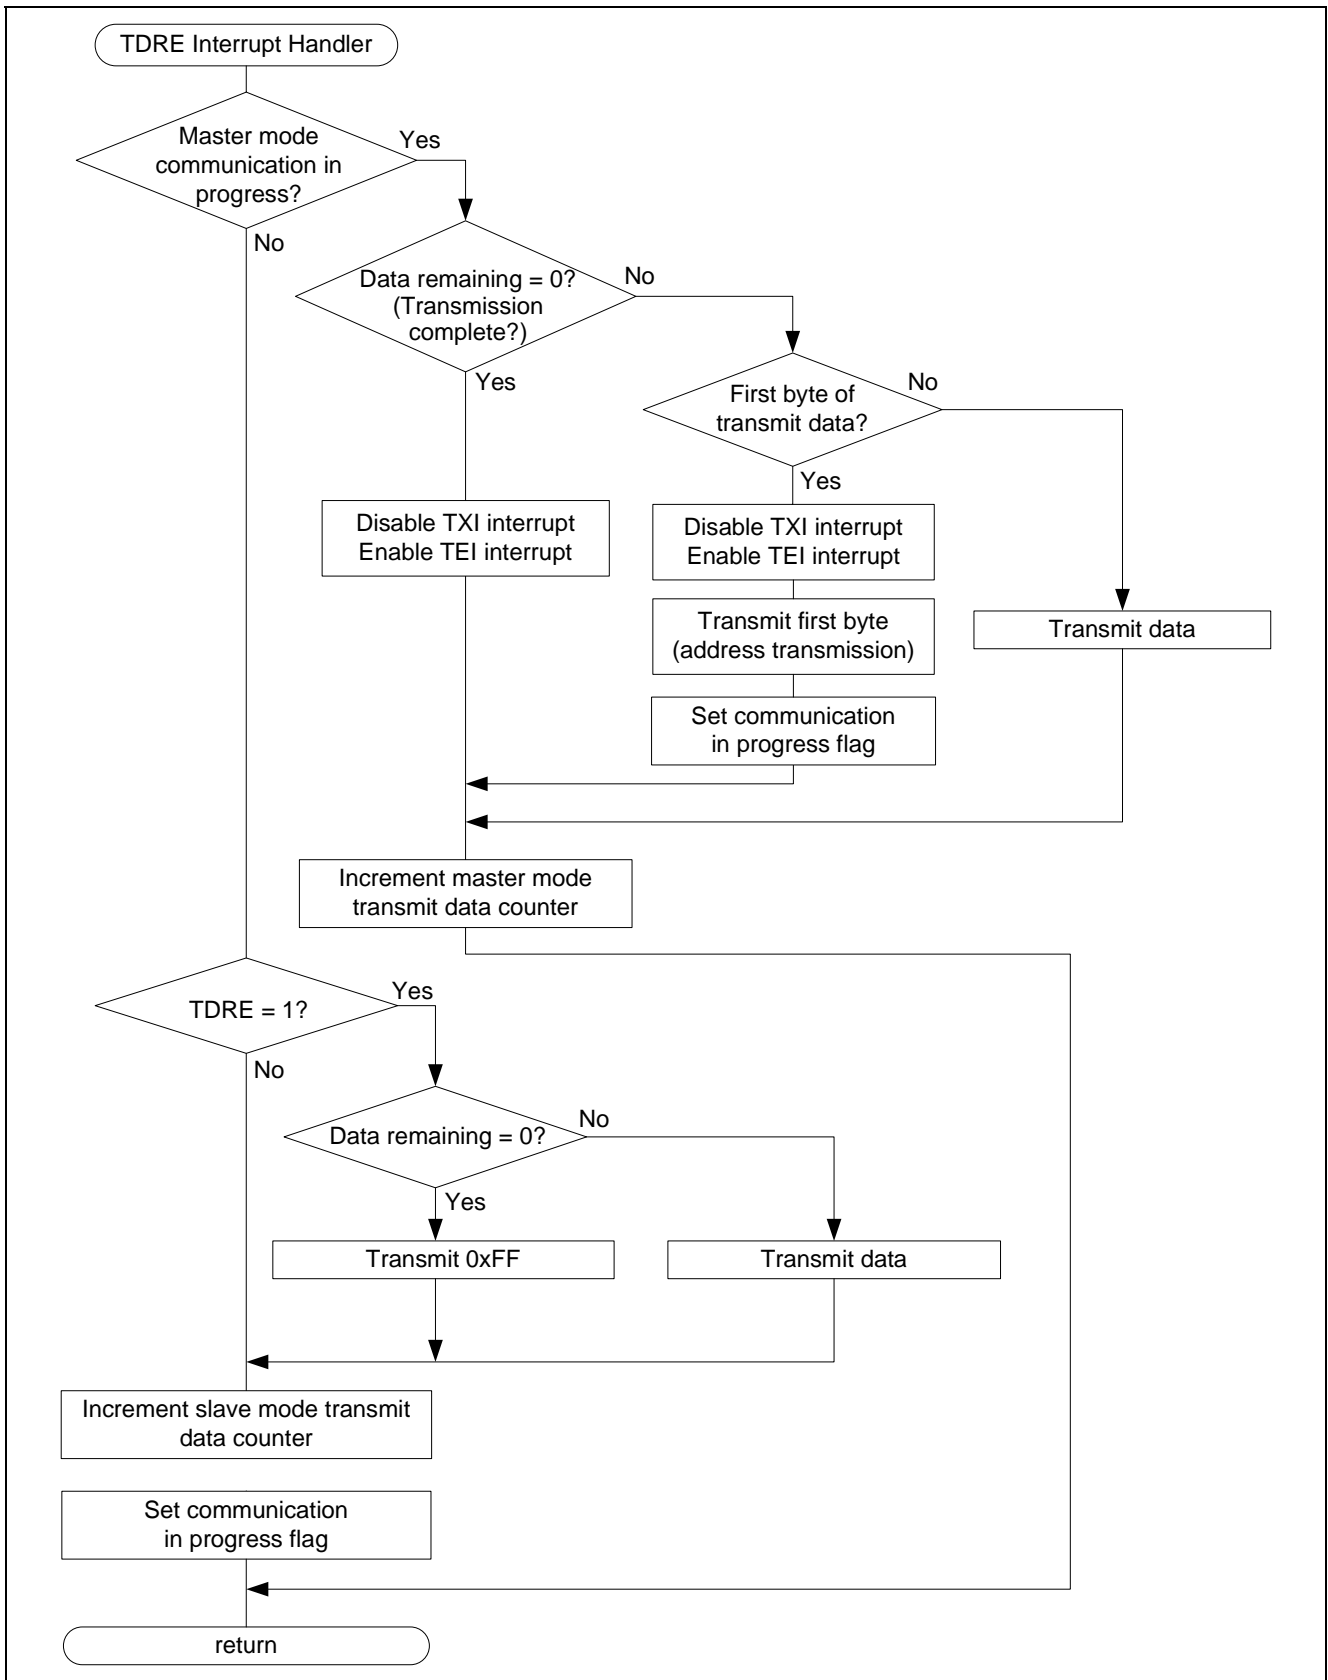 TDRE Interrupt Handler
Master mode
communication in
progress?
Yes
No
Data remaining = 0?
(Transmission
complete?)
No
Yes
First byte of
transmit data?
No
Yes
Disable TXI interrupt
Enable TEI interrupt
Disable TXI interrupt
Enable TEI interrupt
Transmit first byte
(address transmission)
Transmit data
Set communication
in progress flag
Increment master mode
transmit data counter
TDRE = 1?
Yes
No
Data remaining = 0?
No
Yes
Transmit 0xFF
Transmit data
Increment slave mode transmit
data counter
Set communication
in progress flag
return